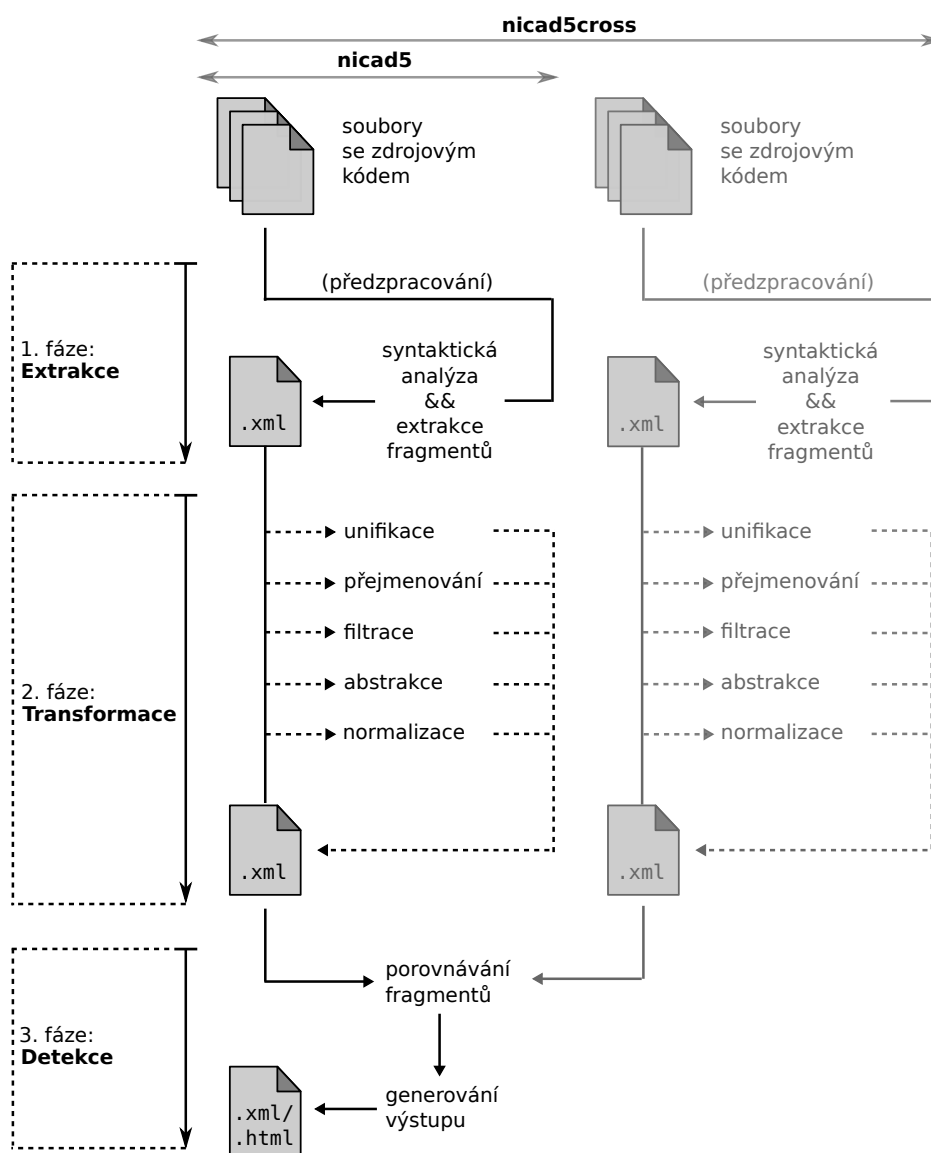 nicad5cross
nicad5
soubory
se zdrojovým
kódem
soubory
se zdrojovým
kódem
(předzpracování)
(předzpracování)
1. fáze:
Extrakce
.xml
syntaktická
analýza
&&
extrakce
fragmentů
.xml
syntaktická
analýza
&&
extrakce
fragmentů
2. fáze:
Transformace
unifikace
přejmenování
filtrace
abstrakce
normalizace
unifikace
přejmenování
filtrace
abstrakce
normalizace
.xml
.xml
3. fáze:
Detekce
porovnávání
fragmentů
generování
výstupu
.xml/
.html